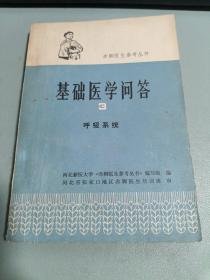 赤脚医生参考丛书
基础医学问答
呼吸系统
河北新医大学《赤脚医生参考丛书》编写组 编
河北省张家口地区赤脚医生培训班 审